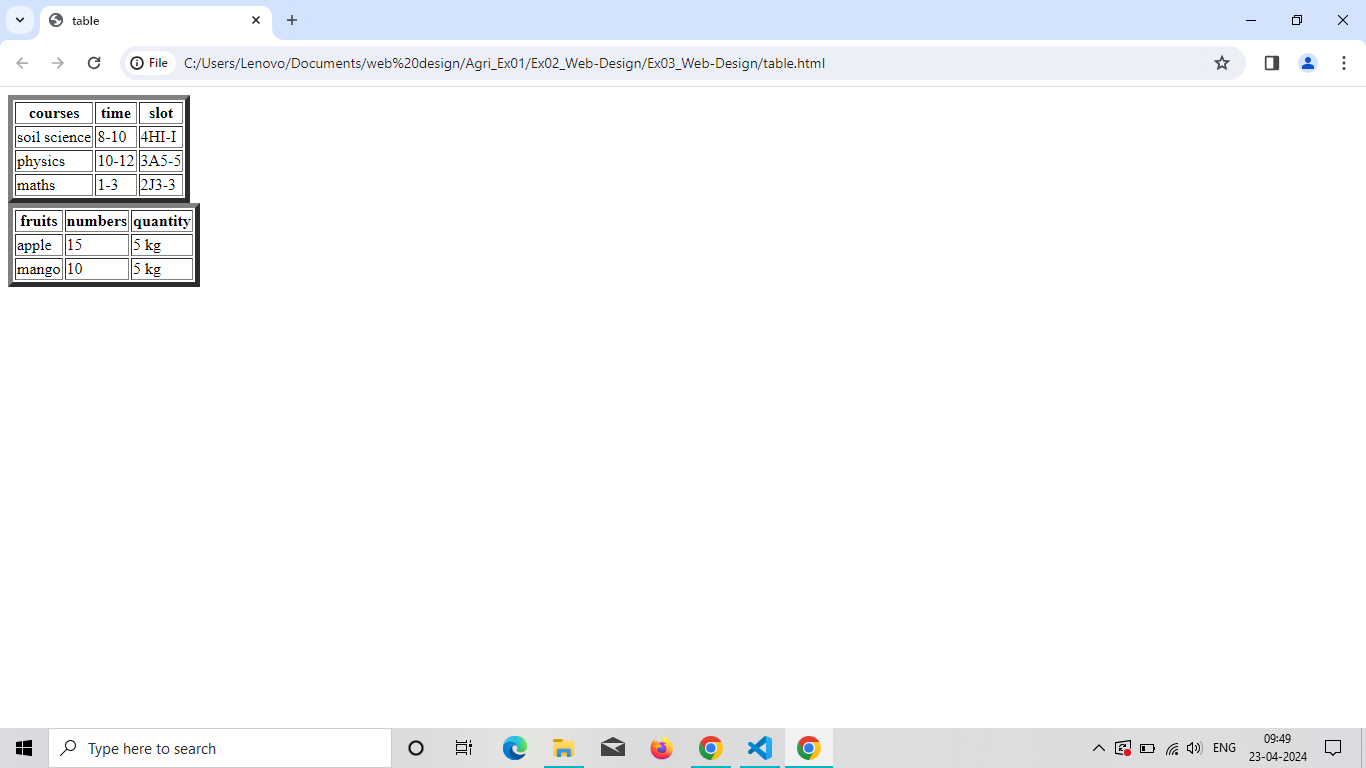 table
File C:/Users/Lenovo/Documents/web%20design/Agri_Ex01/Ex02_Web-Design/Ex03_Web-Design/table.html
courses time slot
soil science 8-10 4HI-I
physics 10-12 3A5-5
maths 1-3 2J3-3
fruits numbers quantity
apple 15 5 kg
mango 10 5 kg
Type here to search
ENG
09:49
23-04-2024